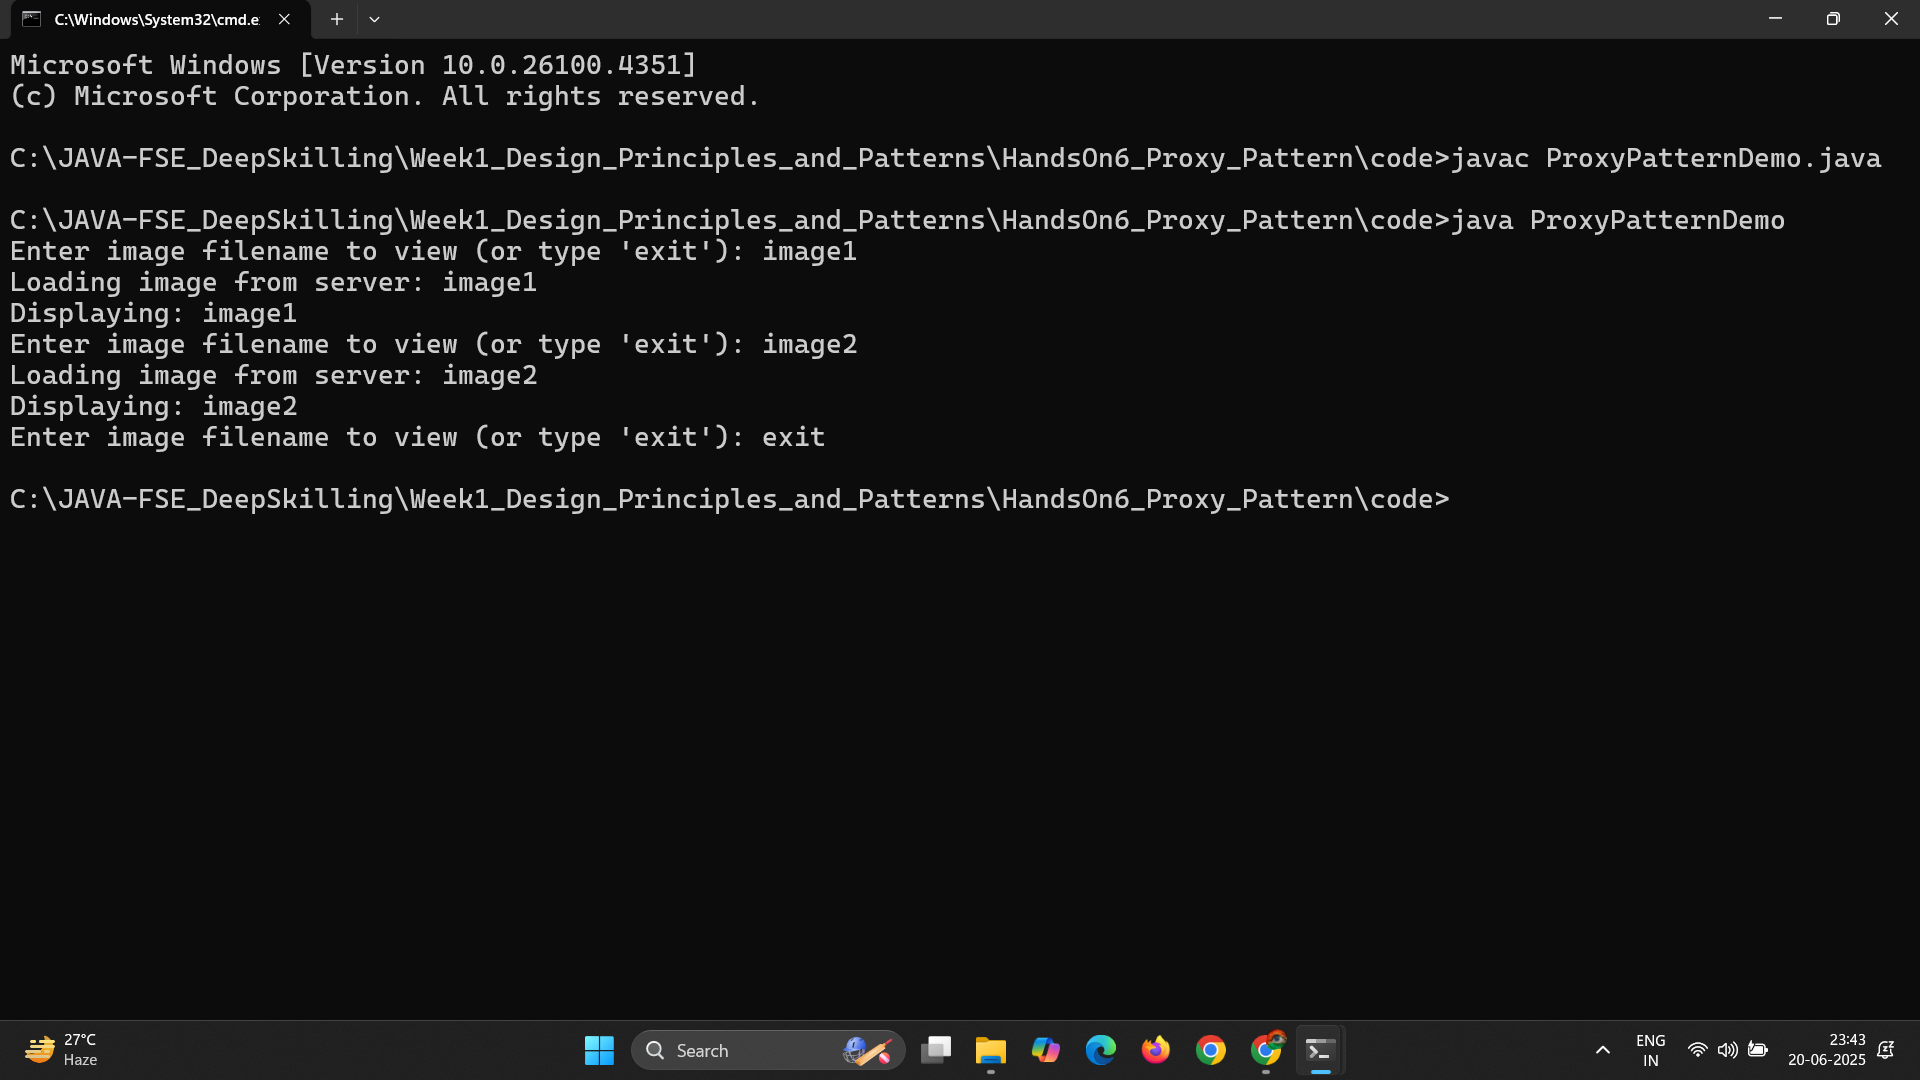 C:\Windows\System32\cmd.e
Microsoft Windows [Version 10.0.26100.4351]
(c) Microsoft Corporation. All rights reserved.
C:\JAVA-FSE_DeepSkilling\Week1_Design_Principles_and_Patterns\HandsOn6_Proxy_Pattern\code>javac ProxyPatternDemo.java
C:\JAVA-FSE_DeepSkilling\Week1_Design_Principles_and_Patterns\HandsOn6_Proxy_Pattern\code>java ProxyPatternDemo
Enter image filename to view (or type 'exit'): image1
Loading image from server: image1
Displaying: image1
Enter image filename to view (or type 'exit'): image2
Loading image from server: image2
Displaying: image2
Enter image filename to view (or type 'exit'): exit
C:\JAVA-FSE_DeepSkilling\Week1_Design_Principles_and_Patterns\HandsOn6_Proxy_Pattern\code>
27°C
Haze
Search
ENG
IN
23:43
20-06-2025